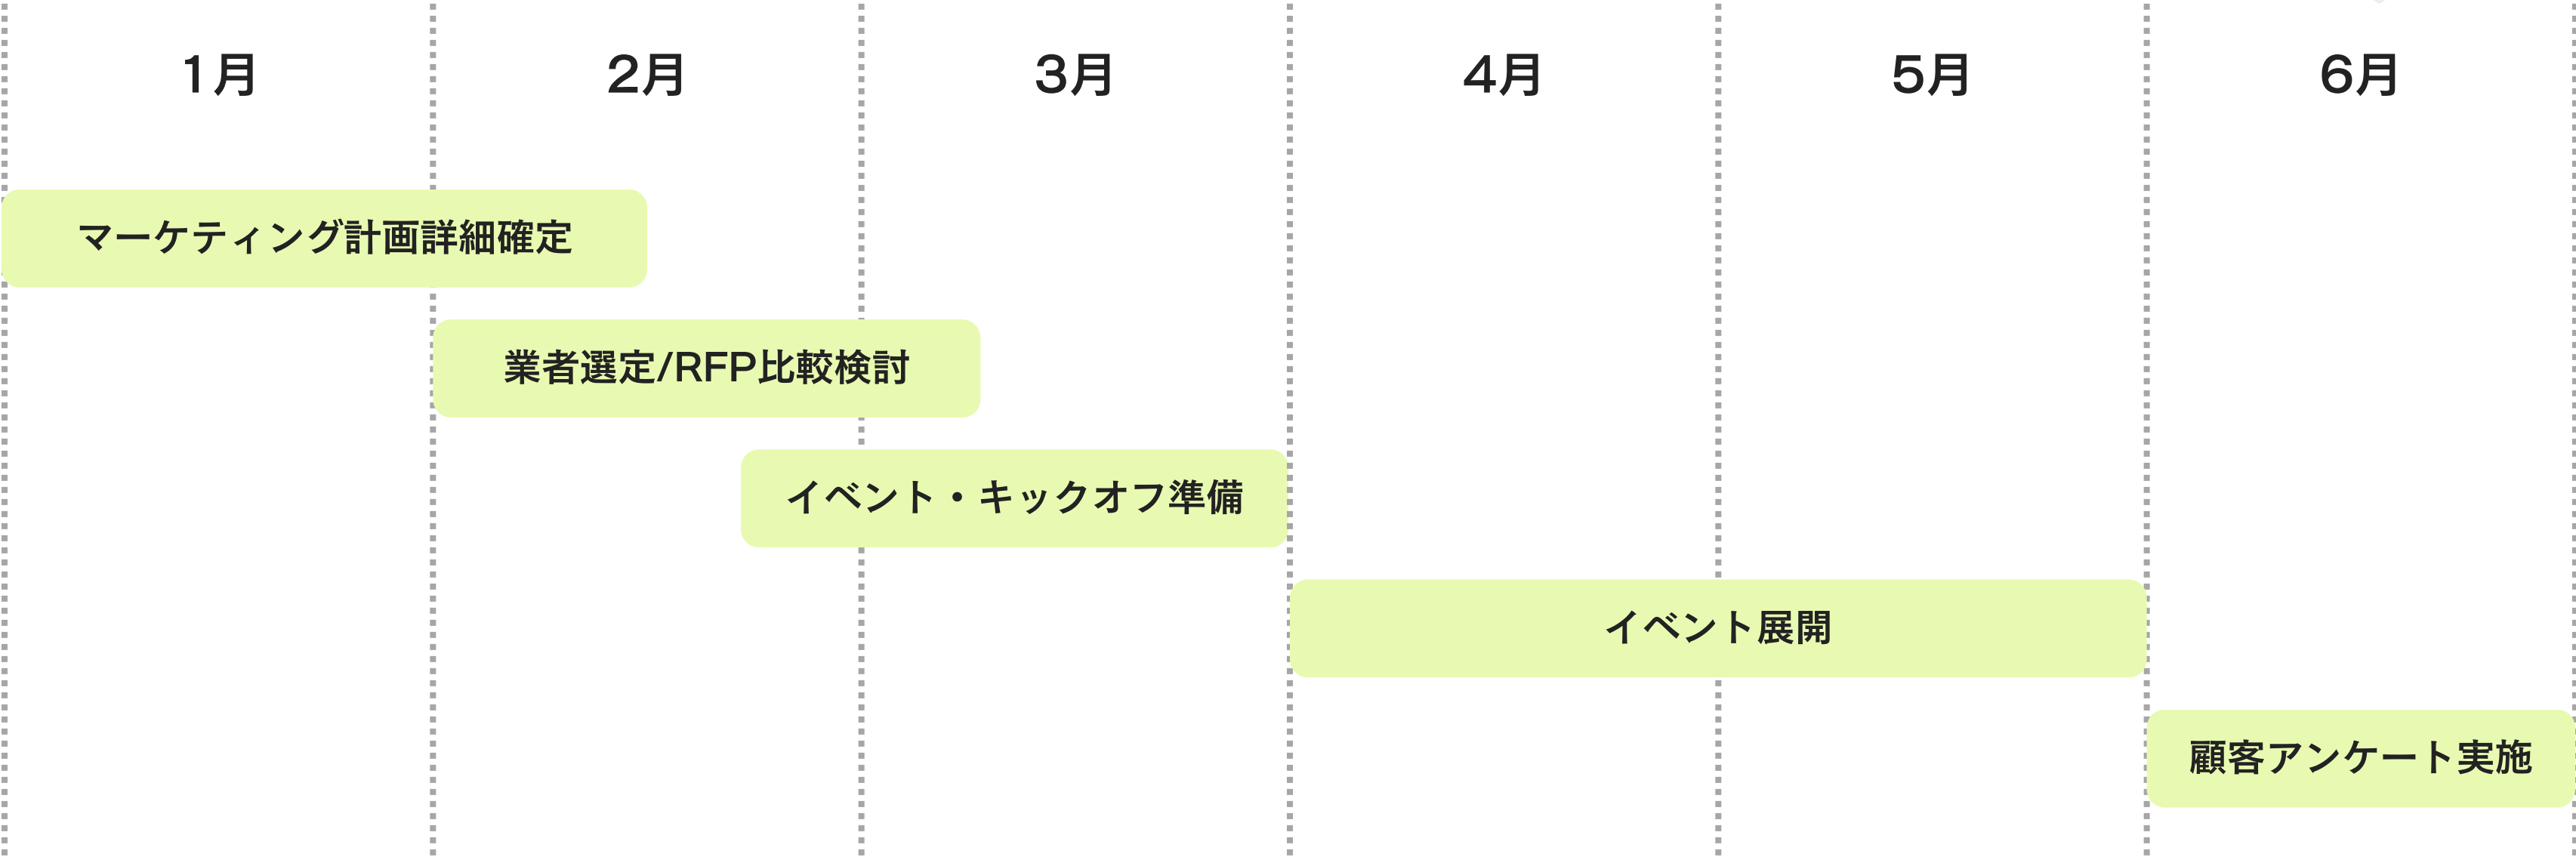 1月 2月 3月 4月 5月 6月
マーケティング計画詳細確定
業者選定/RFP比較検討
イベント・キックオフ準備
イベント展開
顧客アンケート実施